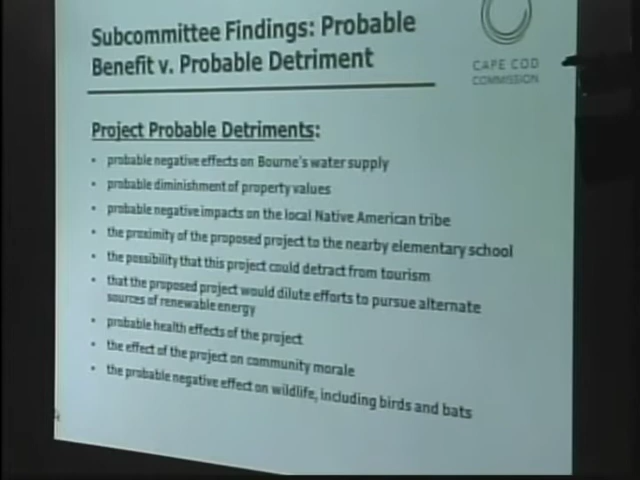 Subcommittee Findings: Probable
Benefit v. Probable Detriment
CAPE COD
COMMISSION
Project Probable Detriments:
• probable negative effects on Bourne's water supply
• probable diminishment of property values
• probable negative impacts on the local Native American tribe
• the proximity of the proposed project to the nearby elementary school
• the possibility that this project could detract from tourism
• that the proposed project would dilute efforts to pursue alternate
sources of renewable energy
• probable health effects of the project
• the effect of the project on community morale
• the probable negative effect on wildlife, including birds and bats